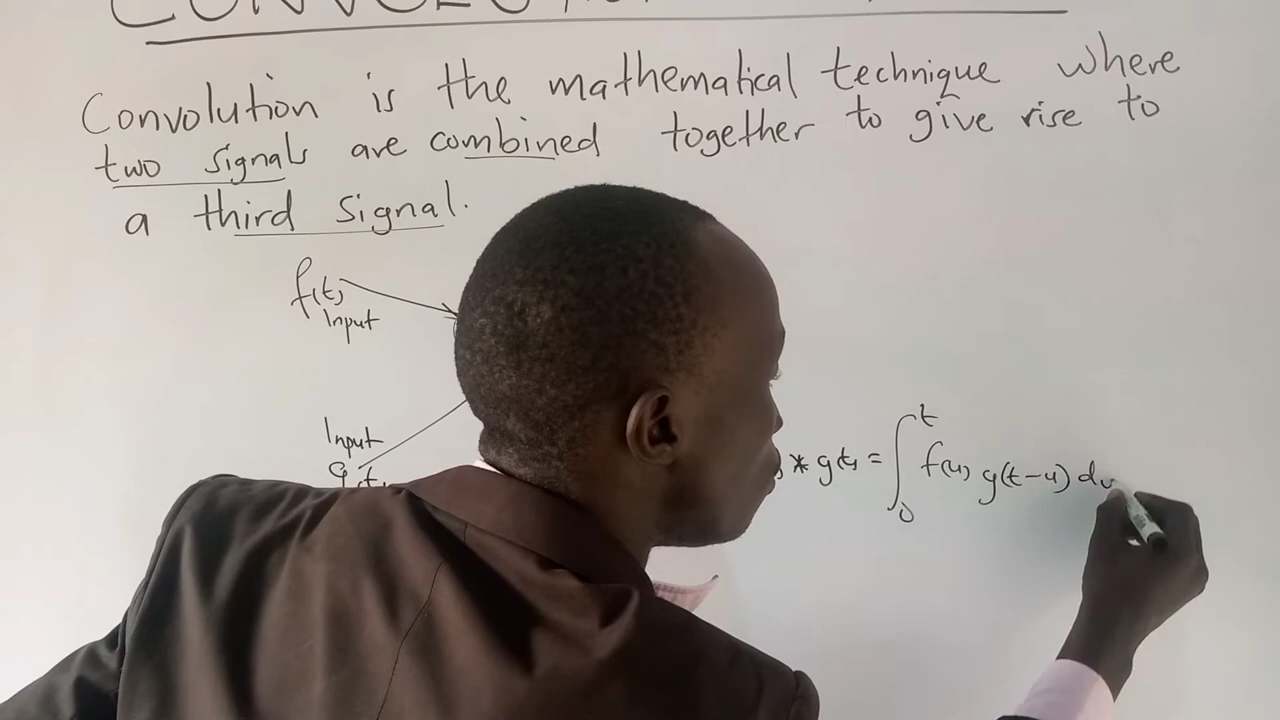 Convolution is the mathematical technique where
two signals are combined together to give rise to
a third signal.
f(t)
Input
Input
* g(t) = ∫₀ᵗ f(u) g(t-u) du